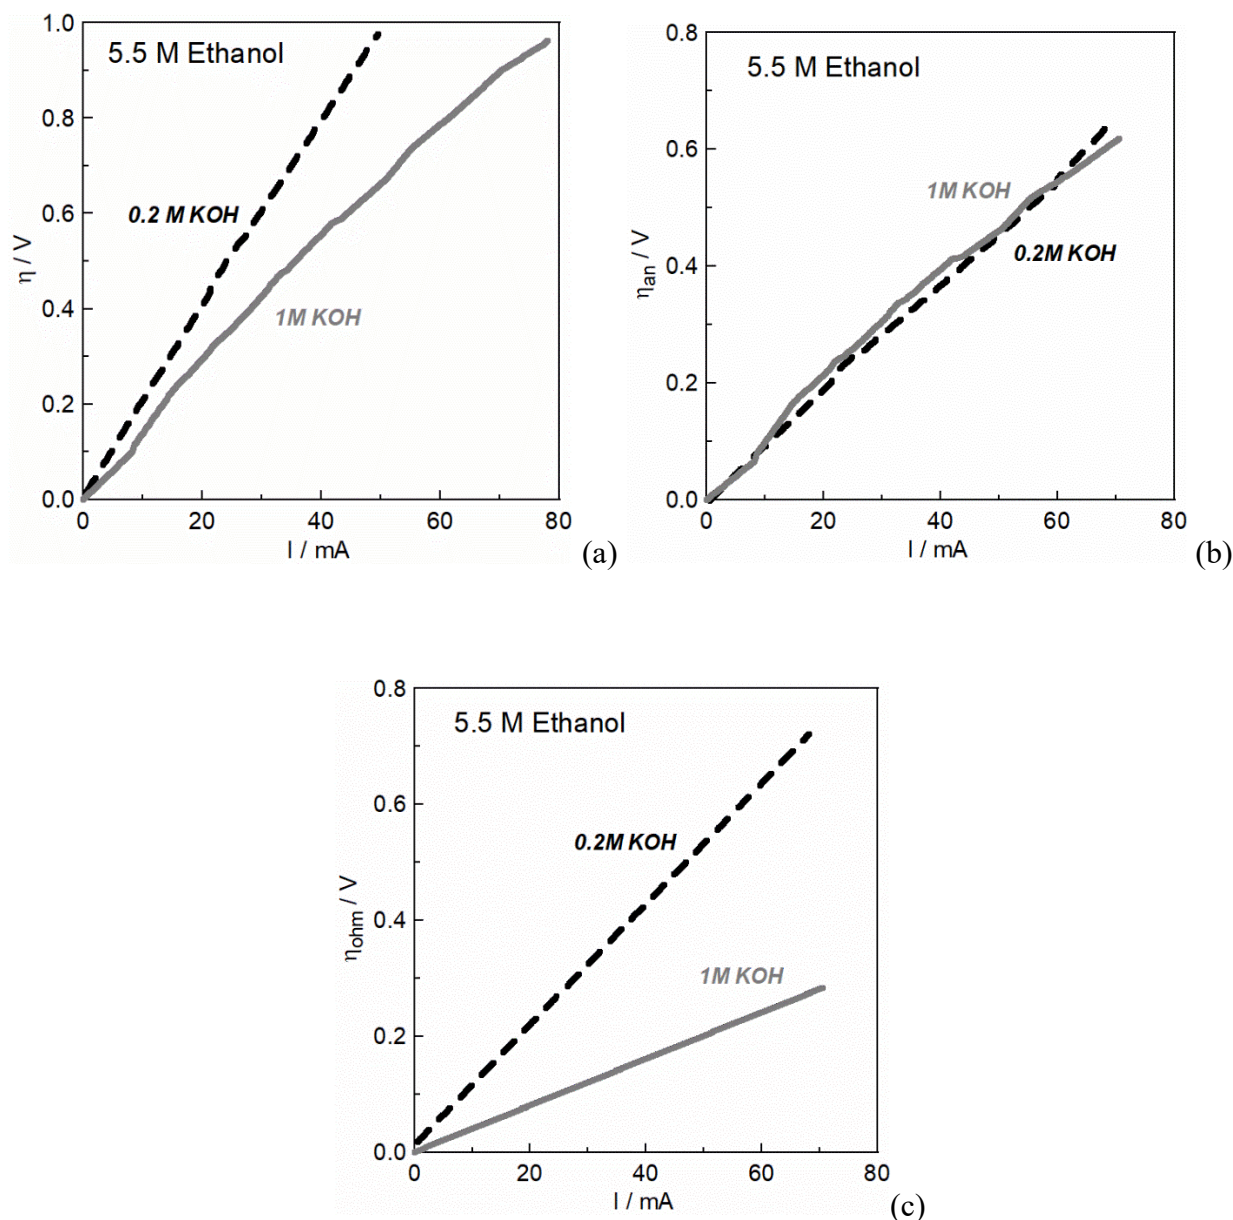 5.5 M Ethanol
0.2 M KOH
1M KOH
η / V
1.0
0.8
0.6
0.4
0.2
0.0
0 20 40 60 80
I / mA
(a)
5.5 M Ethanol
1M KOH
0.2M KOH
ηan / V
0.8
0.6
0.4
0.2
0.0
0 20 40 60 80
I / mA
(b)
5.5 M Ethanol
0.2M KOH
1M KOH
ηohm / V
0.8
0.6
0.4
0.2
0.0
0 20 40 60 80
I / mA
(c)